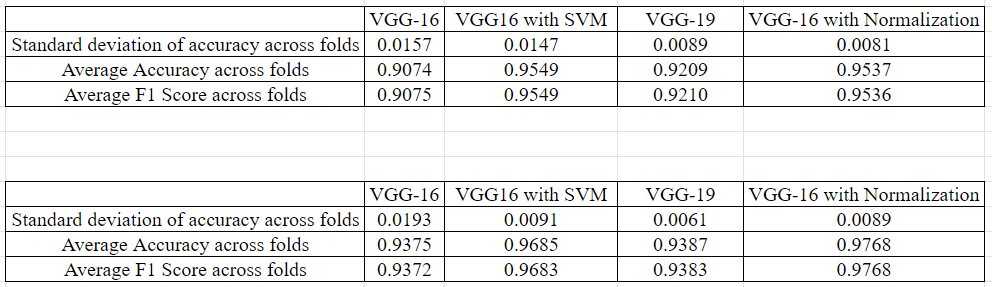 VGG-16 VGG16 with SVM VGG-19 VGG-16 with Normalization
Standard deviation of accuracy across folds 0.0157 0.0147 0.0089 0.0081
Average Accuracy across folds 0.9074 0.9549 0.9209 0.9537
Average F1 Score across folds 0.9075 0.9549 0.9210 0.9536
VGG-16 VGG16 with SVM VGG-19 VGG-16 with Normalization
Standard deviation of accuracy across folds 0.0193 0.0091 0.0061 0.0089
Average Accuracy across folds 0.9375 0.9685 0.9387 0.9768
Average F1 Score across folds 0.9372 0.9683 0.9383 0.9768